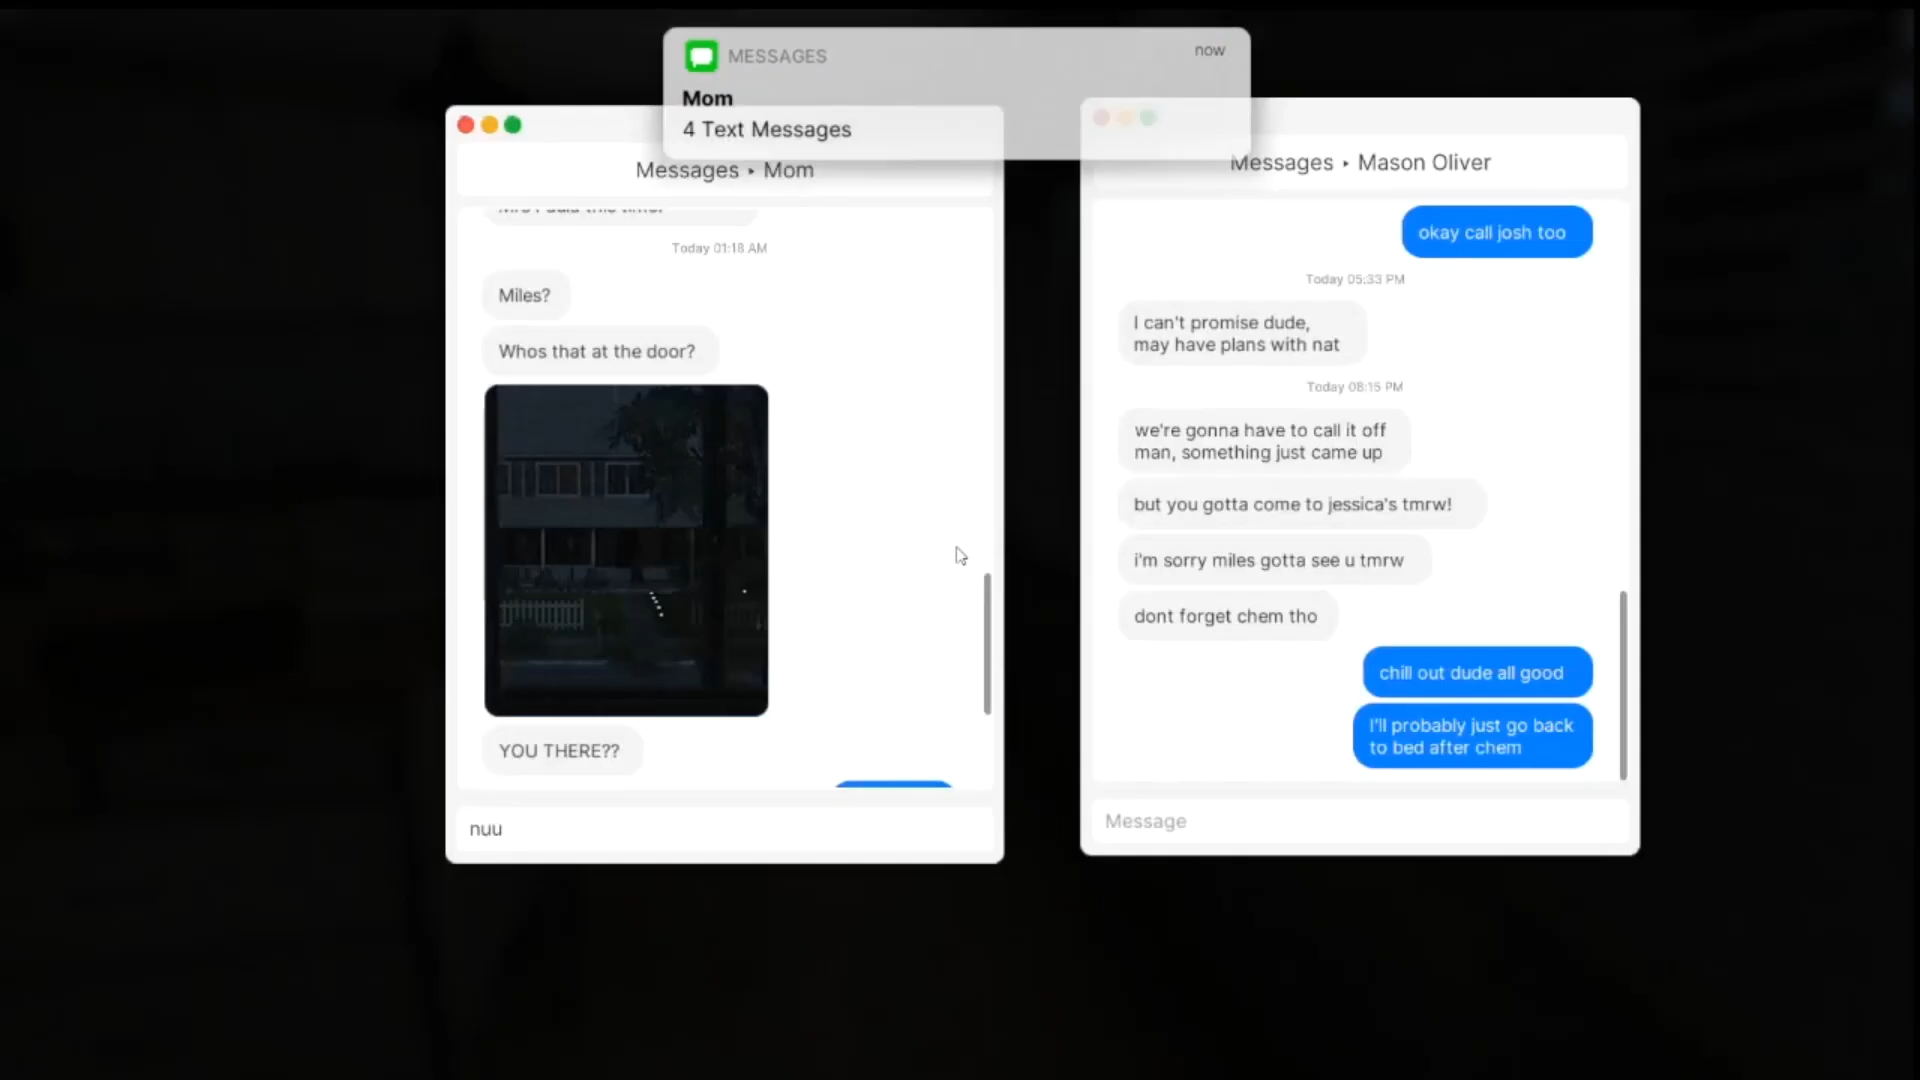 MESSAGES
now
Mom
4 Text Messages
Messages ‣ Mom
Today 01:18 AM
Miles?
Whos that at the door?
YOU THERE??
nuu
Messages ‣ Mason Oliver
okay call josh too
Today 05:33 PM
I can't promise dude,
may have plans with nat
Today 08:15 PM
we're gonna have to call it off
man, something just came up
but you gotta come to jessica's tmrw!
i'm sorry miles gotta see u tmrw
dont forget chem tho
chill out dude all good
I'll probably just go back
to bed after chem
Message